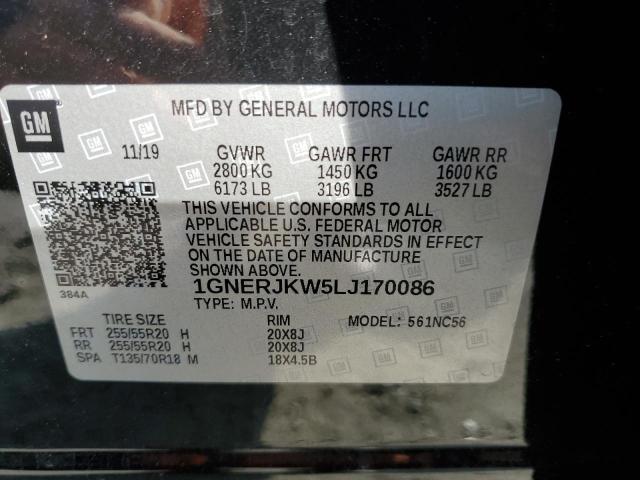 GM
MFD BY GENERAL MOTORS LLC
11/19 GVWR GAWR FRT GAWR RR
2800 KG 1450 KG 1600 KG
6173 LB 3196 LB 3527 LB
THIS VEHICLE CONFORMS TO ALL
APPLICABLE U.S. FEDERAL MOTOR
VEHICLE SAFETY STANDARDS IN EFFECT
ON THE DATE OF MANUFACTURE
SHOWN ABOVE.
384A
1GNERJKW5LJ170086
TYPE: M.P.V.
TIRE SIZE RIM MODEL: 561NC56
FRT 255/55R20 H 20X8J
RR 255/55R20 H 20X8J
SPA T135/70R18 M 18X4.5B